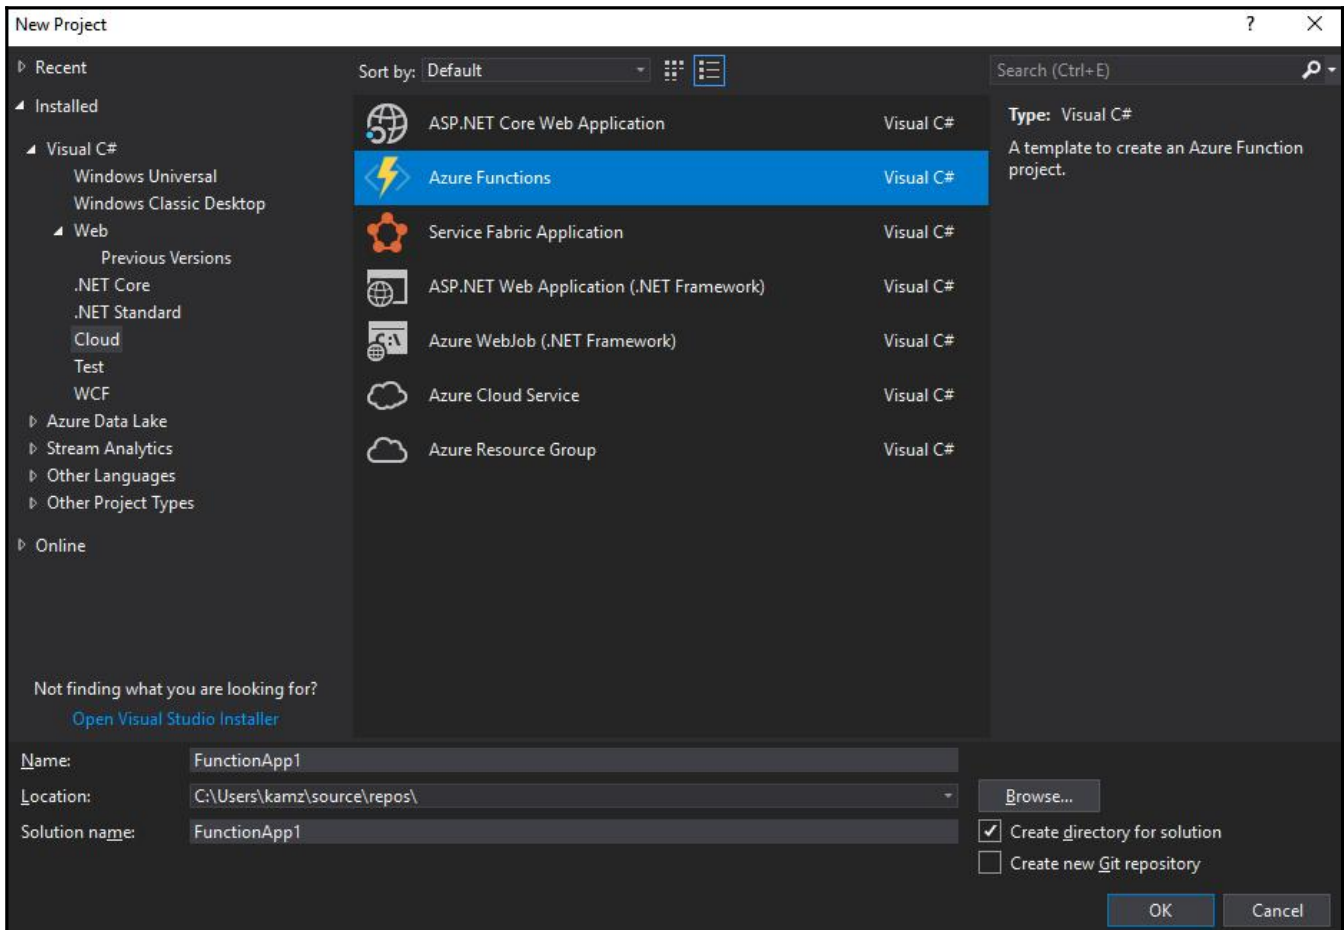 New Project
?
Recent
Installed
Visual C#
Windows Universal
Windows Classic Desktop
Web
Previous Versions
.NET Core
.NET Standard
Cloud
Test
WCF
Azure Data Lake
Stream Analytics
Other Languages
Other Project Types
Online
Not finding what you are looking for?
Open Visual Studio Installer
Sort by: Default
ASP.NET Core Web Application Visual C#
Azure Functions Visual C#
Service Fabric Application Visual C#
ASP.NET Web Application (.NET Framework) Visual C#
C:\
Azure WebJob (.NET Framework) Visual C#
Azure Cloud Service Visual C#
Azure Resource Group Visual C#
Search (Ctrl+E)
Type: Visual C#
A template to create an Azure Function
project.
Name: FunctionApp1
Location: C:\Users\kamz\source\repos\ Browse...
Solution name: FunctionApp1
Create directory for solution
Create new Git repository
OK Cancel